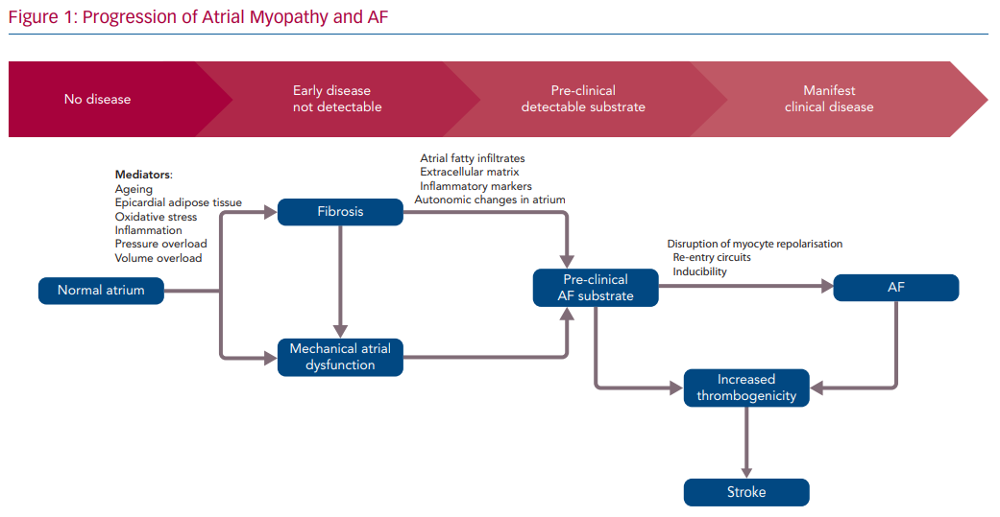 Figure 1: Progression of Atrial Myopathy and AF
No disease
Early disease
not detectable
Pre-clinical
detectable substrate
Manifest
clinical disease
Mediators:
Ageing
Epicardial adipose tissue
Oxidative stress
Inflammation
Pressure overload
Volume overload
Atrial fatty infiltrates
Extracellular matrix
Inflammatory markers
Autonomic changes in atrium
Normal atrium
Fibrosis
Mechanical atrial
dysfunction
Pre-clinical
AF substrate
Disruption of myocyte repolarisation
Re-entry circuits
Inducibility
AF
Increased
thrombogenicity
Stroke